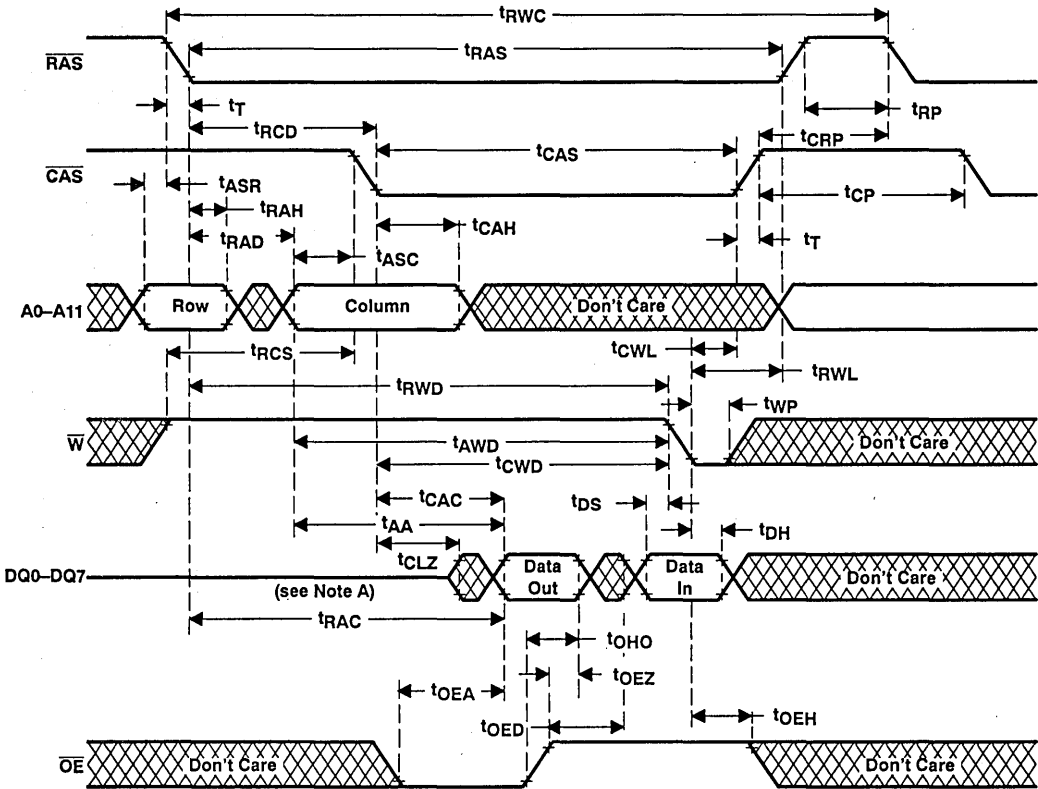 tRWC
RAS
tRAS
tT
tRP
tRCD
tCRP
CAS
tCAS
tASR
tCP
tRAH
tCAH
tRAD
tT
tASC
A0–A11
Row
Column
Don't Care
tRCS
tCWL
tRWL
tRWD
tWP
W
Don't Care
tAWD
tCWD
tCAC
tDS
tAA
tDH
tCLZ
DQ0–DQ7
Data Out
Data In
Don't Care
(see Note A)
tRAC
tOHO
tOEZ
tOEA
tOED
tOEH
OE
Don't Care
Don't Care